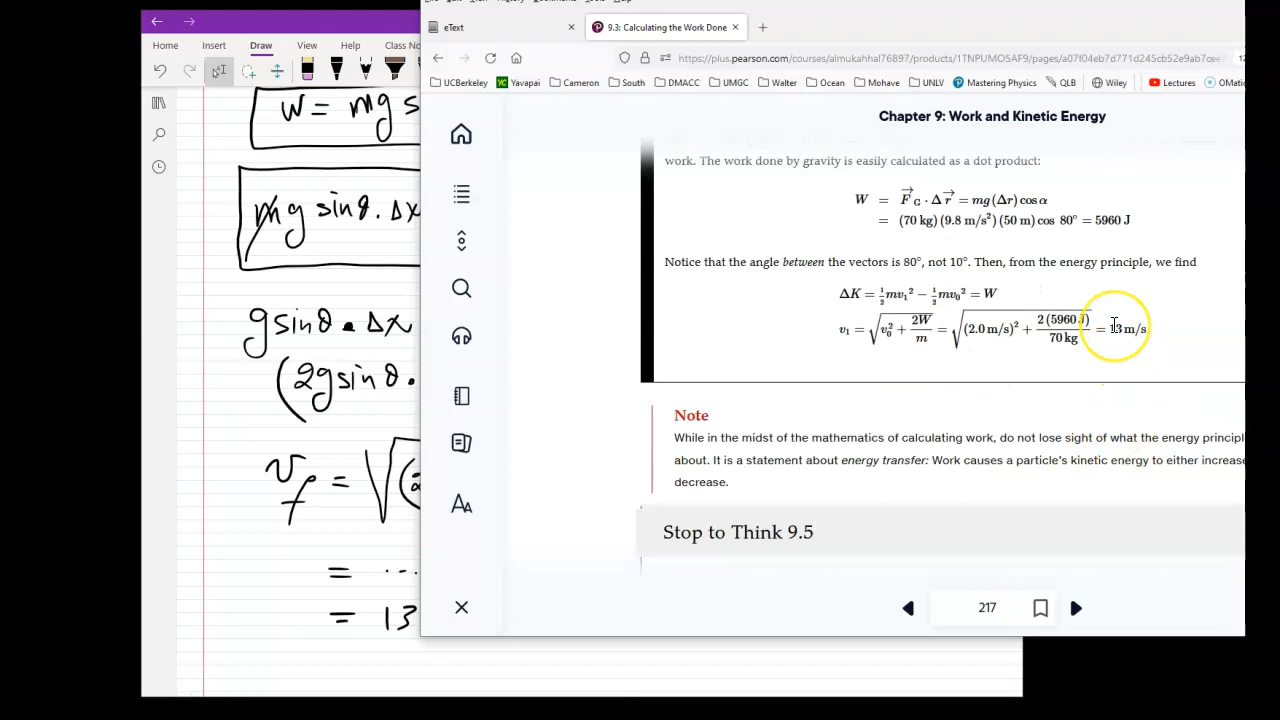 eText
9.3: Calculating the Work Done
Home Insert Draw View Help Class No
https://plus.pearson.com/courses/almukahhal76897/products/1TNPUMO5AF9/pages/a07f04eb7d771d245cb52e9ab7cee
UCBerkeley Yavapai Cameron South DMACC UMGC Walter Ocean Mohave UNLV Mastering Physics QLB Wiley Lectures OMatic
Chapter 9: Work and Kinetic Energy
work. The work done by gravity is easily calculated as a dot product:
W = F⃗G · Δr⃗ = mg(Δr) cos α
= (70 kg)(9.8 m/s²)(50 m) cos 80° = 5960 J
Notice that the angle between the vectors is 80°, not 10°. Then, from the energy principle, we find
ΔK = ½mv₁² − ½mv₀² = W
v₁ = √(v₀² + 2W/m) = √((2.0 m/s)² + 2(5960 J)/70 kg) = 13 m/s
Note
While in the midst of the mathematics of calculating work, do not lose sight of what the energy principl
about. It is a statement about energy transfer: Work causes a particle's kinetic energy to either increase
decrease.
Stop to Think 9.5
217
W = mg s
mg sinθ · Δx
g sinθ · Δx
(2g sinθ ·
vf = √(2
= ...
= 13